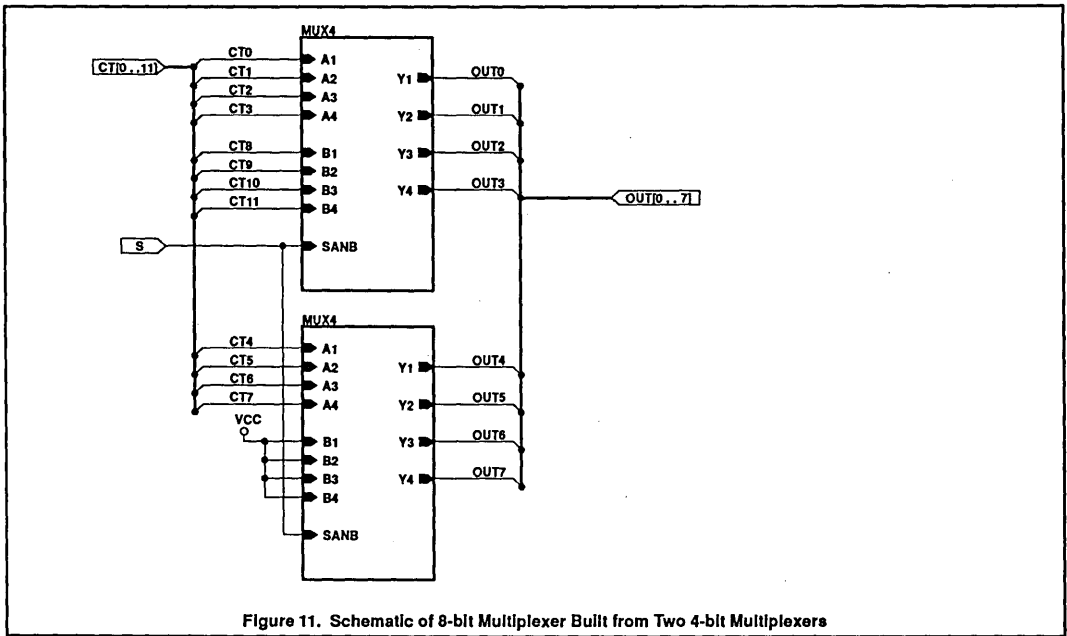 MUX4
CT[0..11]
CT0 A1
CT1 A2 Y1 OUT0
CT2 A3
CT3 A4 Y2 OUT1
CT8 B1 Y3 OUT2
CT9 B2
CT10 B3 Y4 OUT3
CT11 B4
OUT[0..7]
S SANB
MUX4
CT4 A1
CT5 A2 Y1 OUT4
CT6 A3
CT7 A4 Y2 OUT5
VCC
B1 Y3 OUT6
B2
B3 Y4 OUT7
B4
SANB
Figure 11. Schematic of 8-bit Multiplexer Built from Two 4-bit Multiplexers